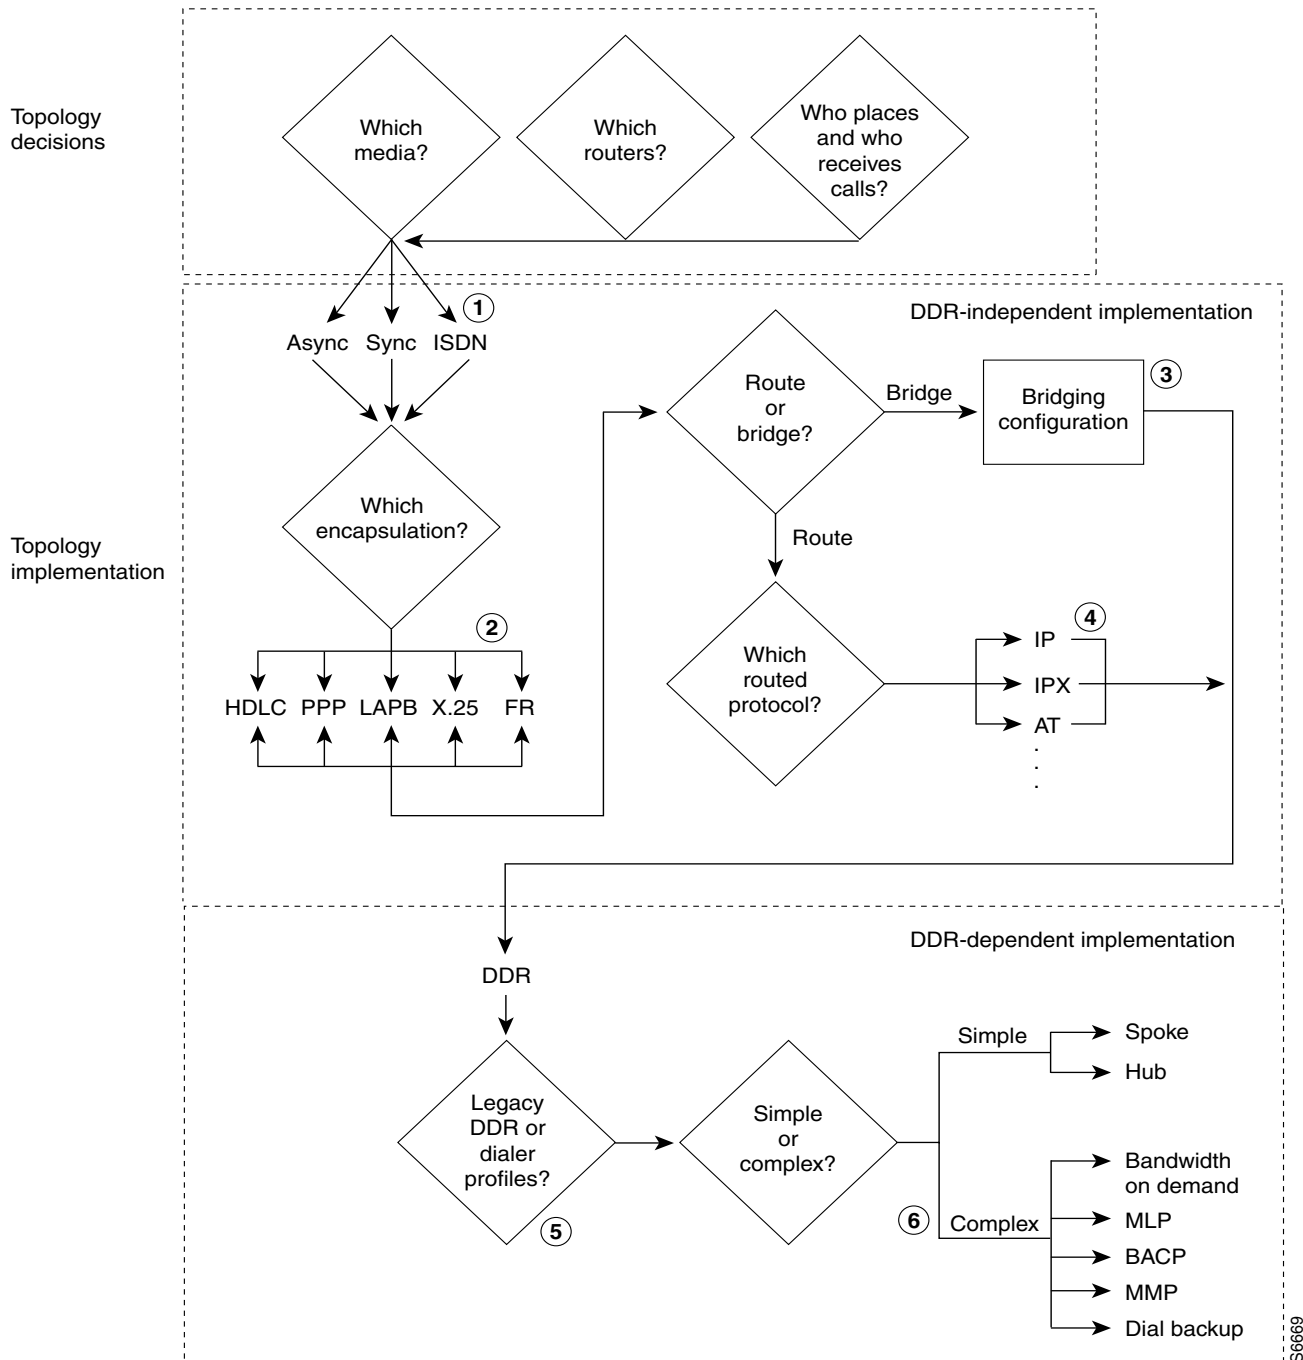 Topology
decisions
Which
media?
Which
routers?
Who places
and who
receives
calls?
Topology
implementation
DDR-independent implementation
1
Async
Sync
ISDN
Which
encapsulation?
2
HDLC
PPP
LAPB
X.25
FR
Route
or
bridge?
Bridge
3
Bridging
configuration
Route
Which
routed
protocol?
4
IP
IPX
AT
.
.
.
DDR-dependent implementation
DDR
Legacy
DDR or
dialer
profiles?
5
Simple
or
complex?
6
Simple
Spoke
Hub
Complex
Bandwidth
on demand
MLP
BACP
MMP
Dial backup
S6669